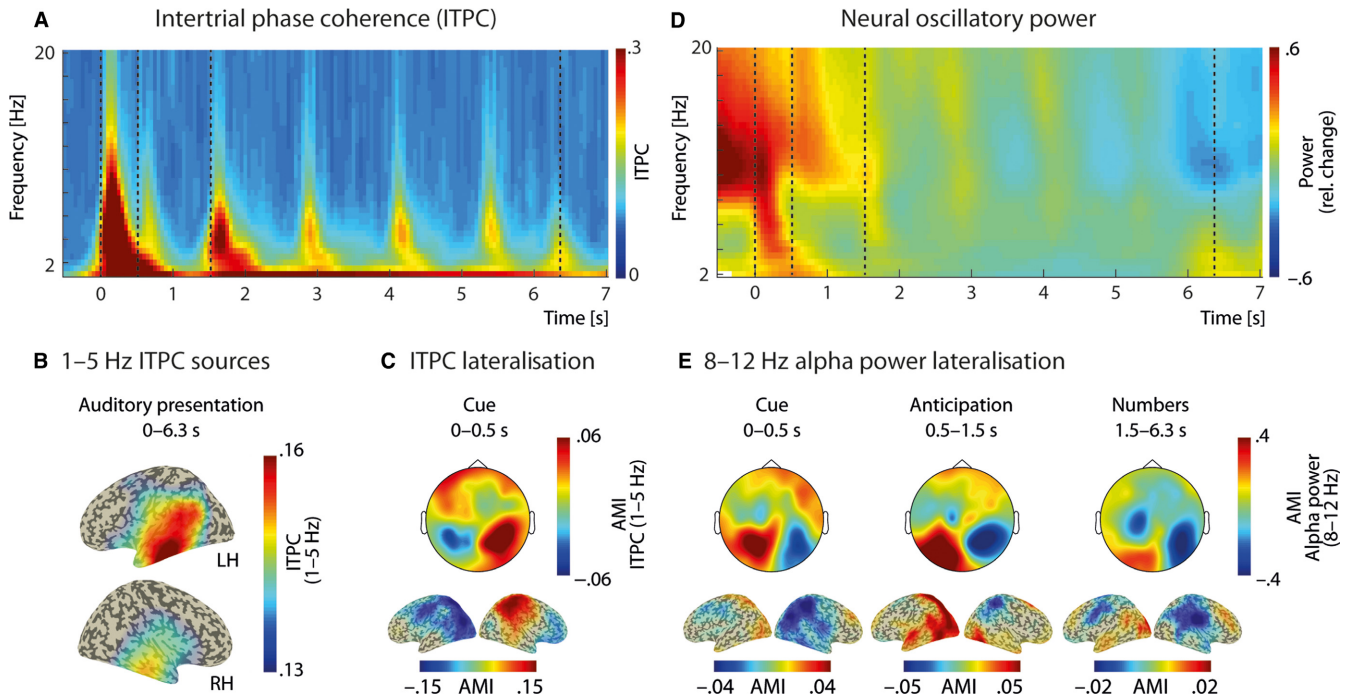 A Intertrial phase coherence (ITPC)
20
Frequency [Hz]
2
0 1 2 3 4 5 6 7
Time [s]
.3
ITPC
0
D Neural oscillatory power
20
Frequency [Hz]
2
0 1 2 3 4 5 6 7
Time [s]
.6
Power
(rel. change)
–.6
B 1–5 Hz ITPC sources
Auditory presentation
0–6.3 s
LH
RH
.16
ITPC
(1–5 Hz)
.13
C ITPC lateralisation
Cue
0–0.5 s
.06
AMI
ITPC (1–5 Hz)
–.06
–.15 AMI .15
E 8–12 Hz alpha power lateralisation
Cue
0–0.5 s
Anticipation
0.5–1.5 s
Numbers
1.5–6.3 s
.4
AMI
Alpha power
(8–12 Hz)
–.4
–.04 AMI .04
–.05 AMI .05
–.02 AMI .02